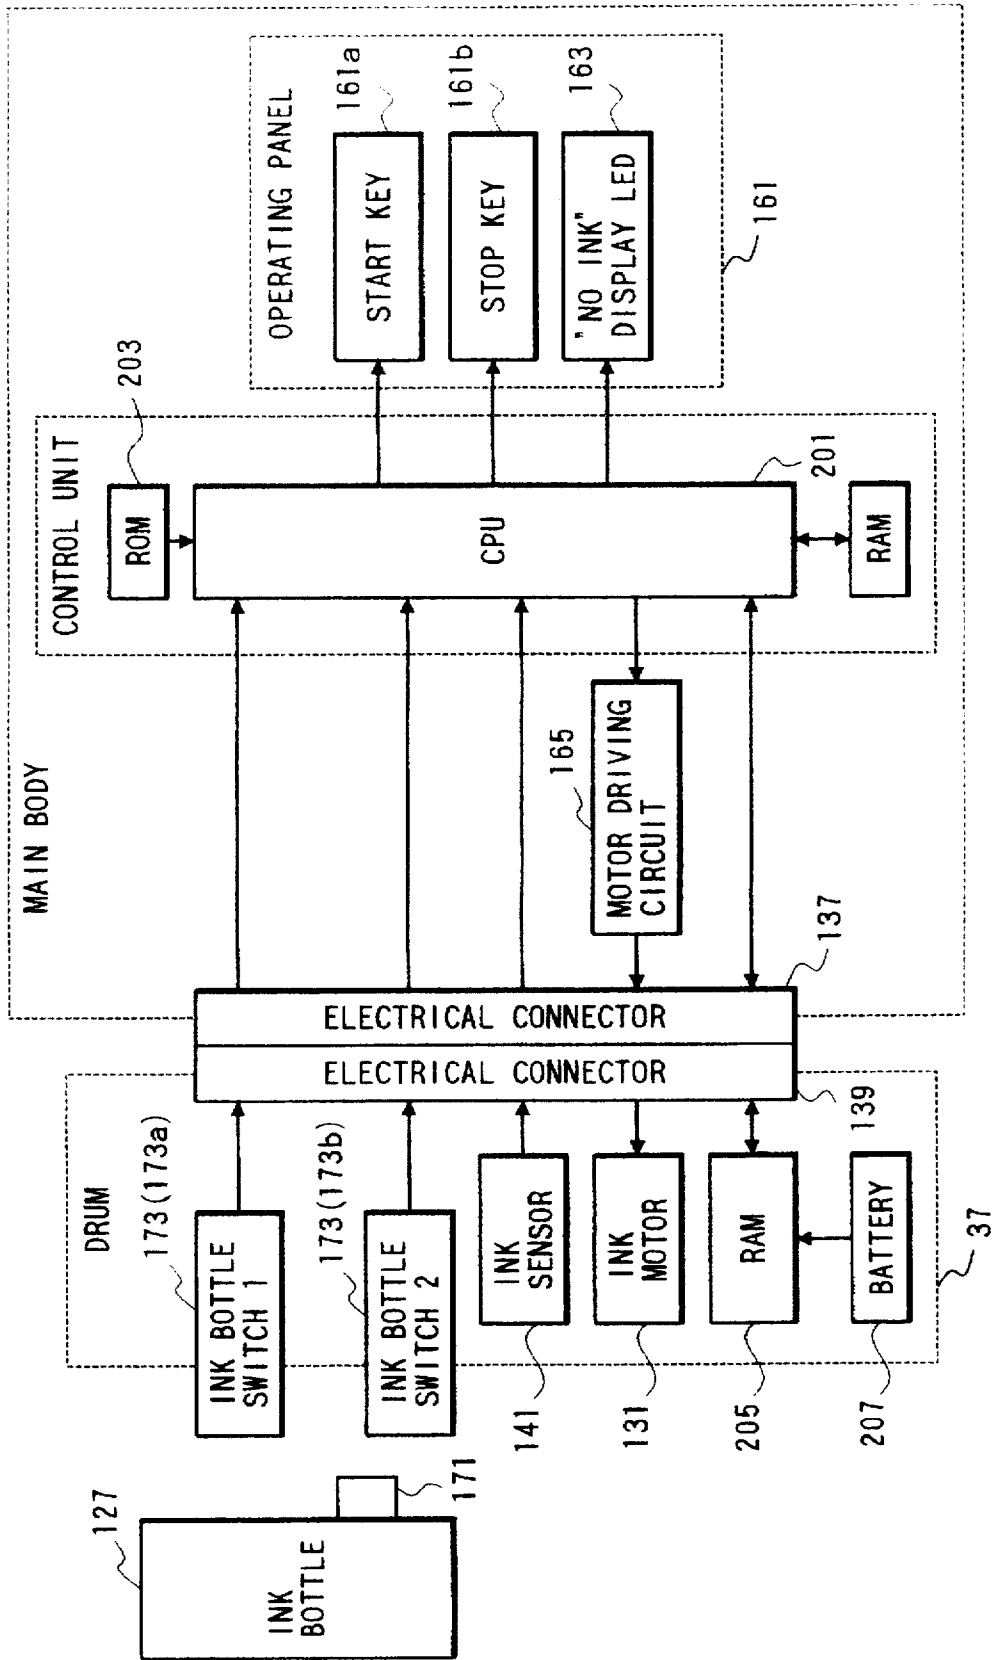 127
INK
BOTTLE
171
DRUM
173(173a)
INK BOTTLE
SWITCH 1
173(173b)
INK BOTTLE
SWITCH 2
INK
SENSOR
141
INK
MOTOR
131
RAM
205
BATTERY
207
37
ELECTRICAL CONNECTOR
139
ELECTRICAL CONNECTOR
137
MAIN BODY
165
MOTOR DRIVING
CIRCUIT
CONTROL UNIT
ROM
203
CPU
201
RAM
OPERATING PANEL
START KEY
161a
STOP KEY
161b
"NO INK"
DISPLAY LED
163
161